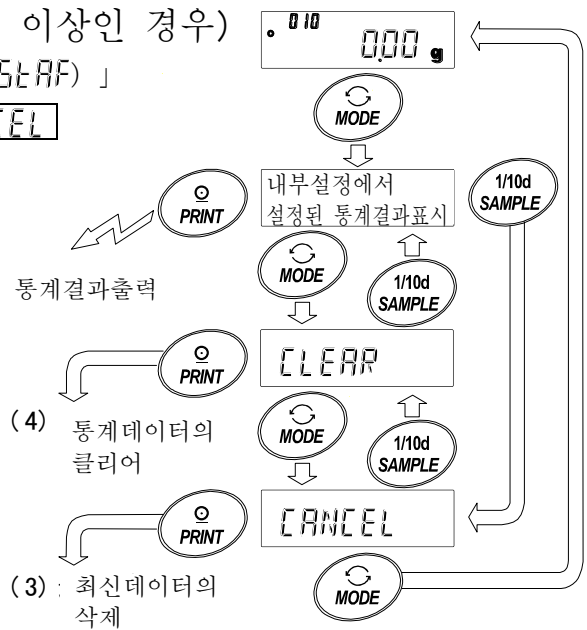 이상인 경우)
StAF) 」
CEL
010
0.00 g
MODE
내부설정에서
설정된 통계결과표시
PRINT
1/10d
SAMPLE
통계결과출력
MODE
1/10d
SAMPLE
PRINT
CLEAR
(4) 통계데이터의
클리어
MODE
1/10d
SAMPLE
PRINT
CANCEL
(3) : 최신데이터의
삭제
MODE